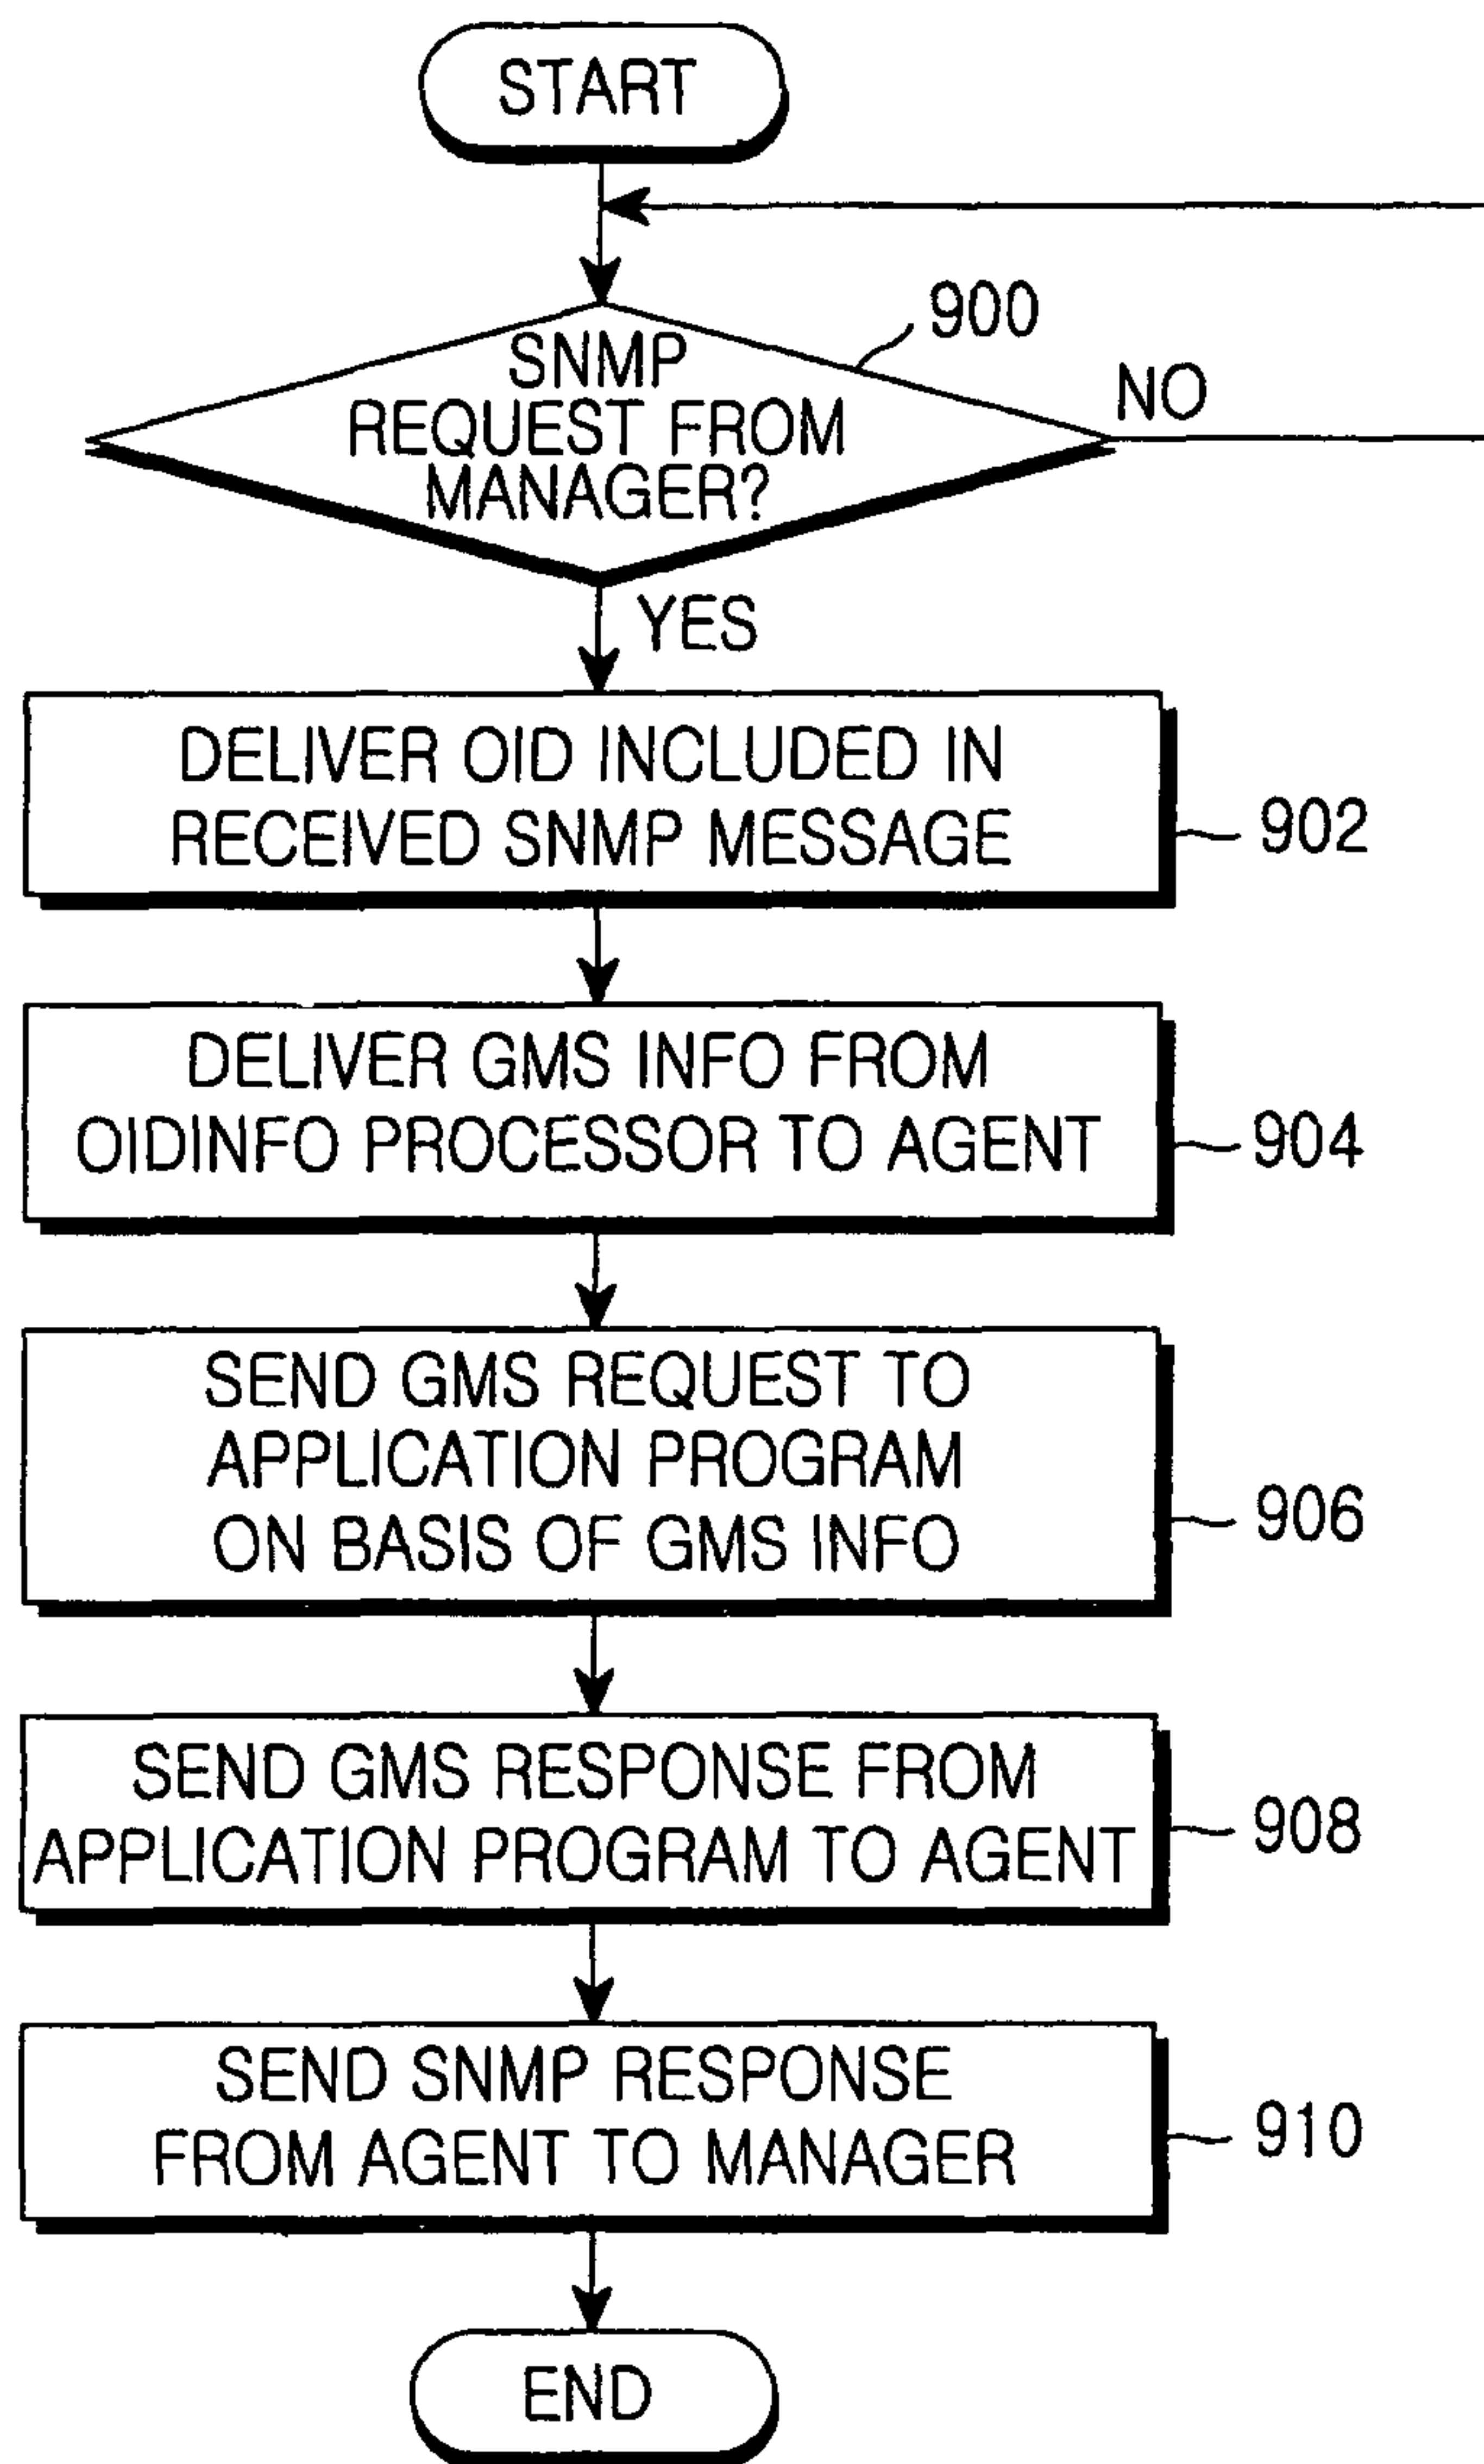 START
900
SNMP
REQUEST FROM
MANAGER?
NO
YES
DELIVER OID INCLUDED IN
RECEIVED SNMP MESSAGE
902
DELIVER GMS INFO FROM
OIDINFO PROCESSOR TO AGENT
904
SEND GMS REQUEST TO
APPLICATION PROGRAM
ON BASIS OF GMS INFO
906
SEND GMS RESPONSE FROM
APPLICATION PROGRAM TO AGENT
908
SEND SNMP RESPONSE
FROM AGENT TO MANAGER
910
END